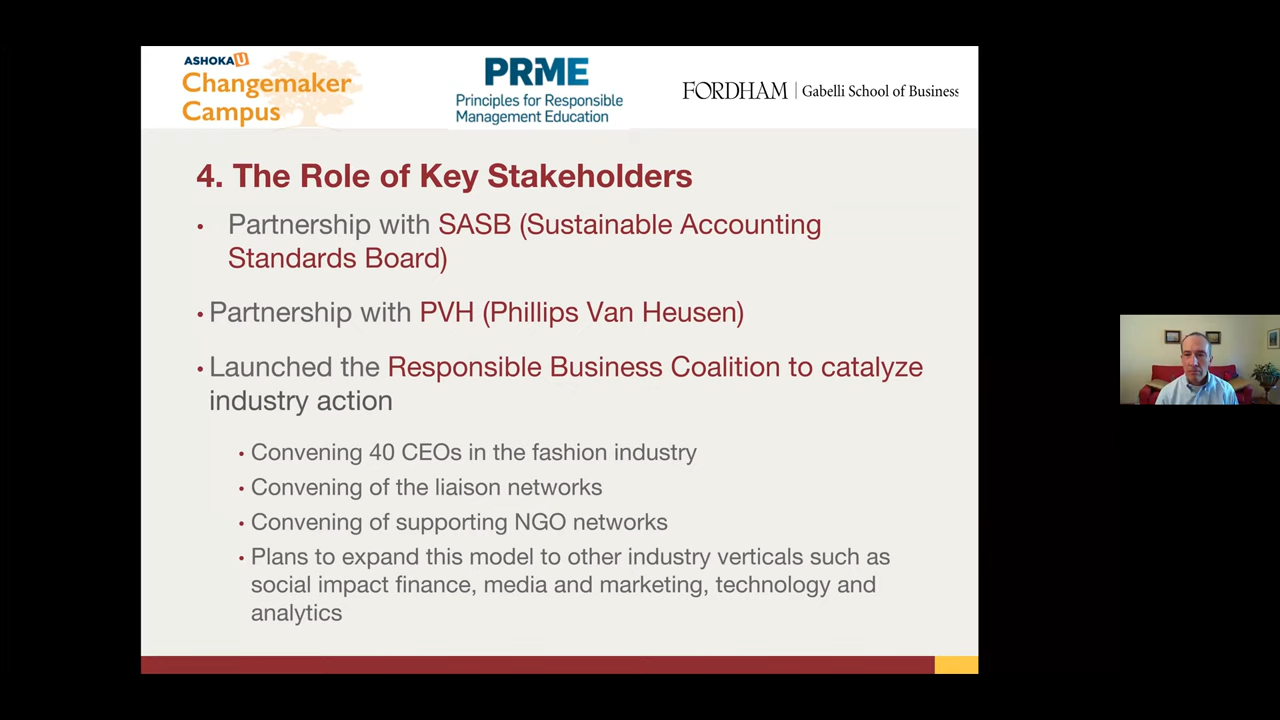 ASHOKA U
Changemaker
Campus
PRME
Principles for Responsible
Management Education
FORDHAM | Gabelli School of Business
4. The Role of Key Stakeholders
• Partnership with SASB (Sustainable Accounting
Standards Board)
• Partnership with PVH (Phillips Van Heusen)
• Launched the Responsible Business Coalition to catalyze
industry action
• Convening 40 CEOs in the fashion industry
• Convening of the liaison networks
• Convening of supporting NGO networks
• Plans to expand this model to other industry verticals such as
social impact finance, media and marketing, technology and
analytics